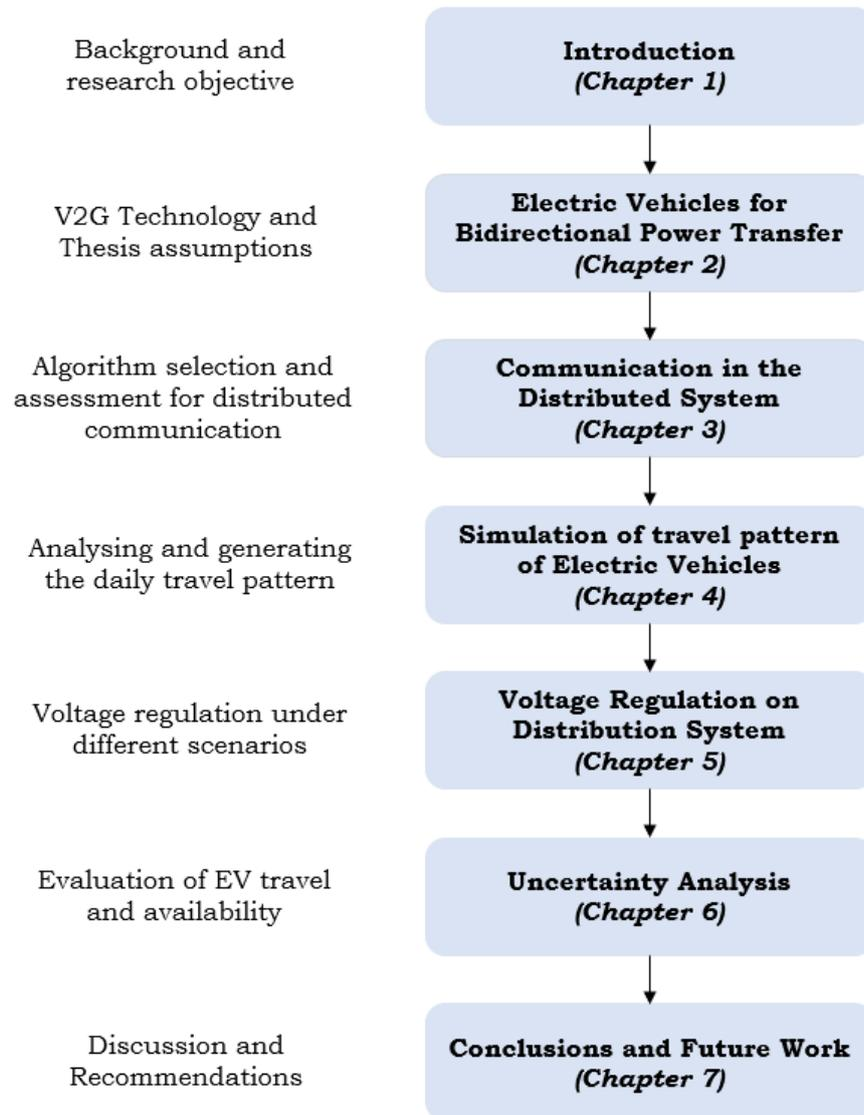 Background and
research objective
Introduction
(Chapter 1)
V2G Technology and
Thesis assumptions
Electric Vehicles for
Bidirectional Power Transfer
(Chapter 2)
Algorithm selection and
assessment for distributed
communication
Communication in the
Distributed System
(Chapter 3)
Analysing and generating
the daily travel pattern
Simulation of travel pattern
of Electric Vehicles
(Chapter 4)
Voltage regulation under
different scenarios
Voltage Regulation on
Distribution System
(Chapter 5)
Evaluation of EV travel
and availability
Uncertainty Analysis
(Chapter 6)
Discussion and
Recommendations
Conclusions and Future Work
(Chapter 7)